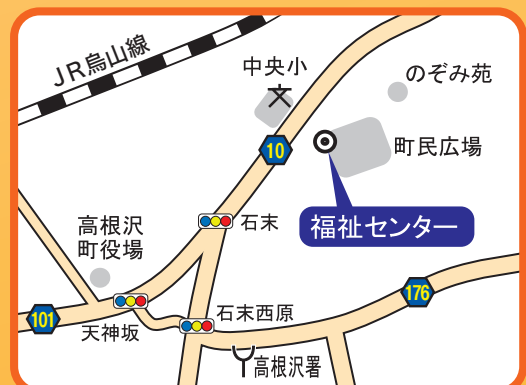 JR烏山線
中央小
のぞみ苑
10
町民広場
福祉センター
石末
高根沢
町役場
176
101
天神坂
石末西原
高根沢署